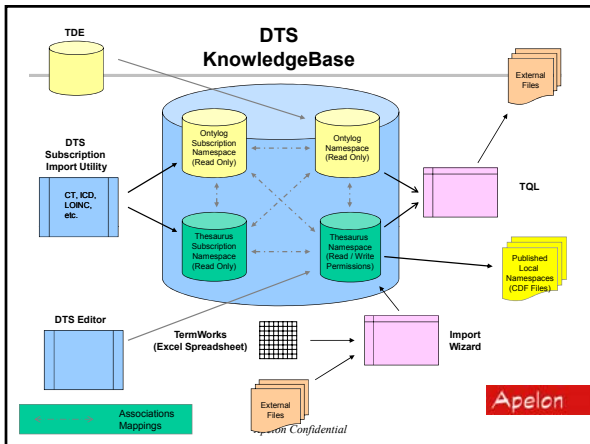 TDE
DTS
KnowledgeBase
External
Files
Ontylog
Subscription
Namespace
(Read Only)
Ontylog
Namespace
(Read Only)
DTS
Subscription
Import Utility
CT, ICD,
LOINC,
etc.
TQL
Thesaurus
Subscription
Namespace
(Read Only)
Thesaurus
Namespace
(Read / Write
Permissions)
Published
Local
Namespaces
(CDF Files)
DTS Editor
TermWorks
(Excel Spreadsheet)
Import
Wizard
External
Files
Associations
Mappings
Apelon Confidential
Apelon